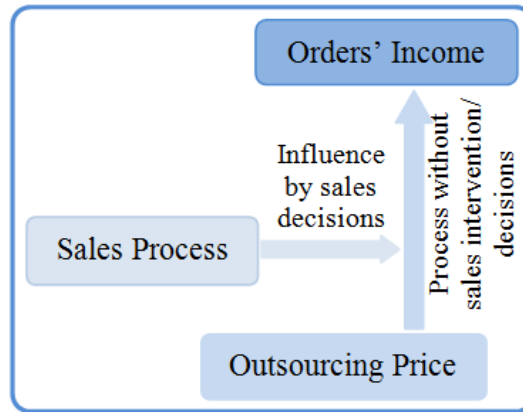 Orders’ Income
Influence
by sales
decisions
Process without
sales intervention/
decisions
Sales Process
Outsourcing Price